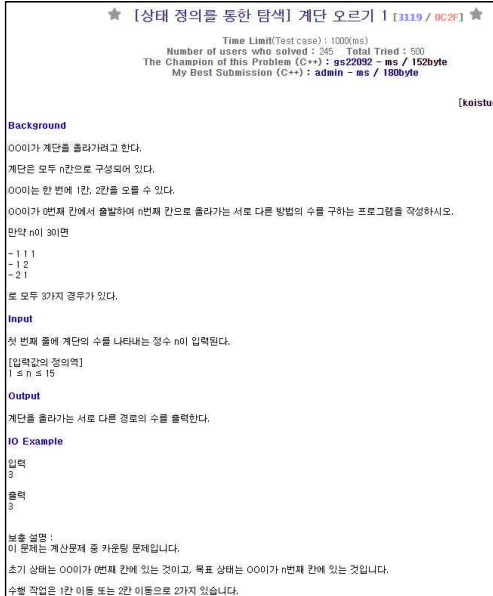 ★ [상태 정의를 통한 탐색] 계단 오르기 1 [3119 / 0C2F] ★
Time Limit(Test case) : 1000(ms)
Number of users who solved : 245 Total Tried : 500
The Champion of this Problem (C++) : gs22092 - ms / 152byte
My Best Submission (C++) : admin - ms / 180byte
[koistu
Background
OO이가 계단을 올라가려고 한다.
계단은 모두 n칸으로 구성되어 있다.
OO이는 한 번에 1칸, 2칸을 오를 수 있다.
OO이가 0번째 칸에서 출발하여 n번째 칸으로 올라가는 서로 다른 방법의 수를 구하는 프로그램을 작성하시오.
만약 n이 3이면
- 1 1 1
- 1 2
- 2 1
로 모두 3가지 경우가 있다.
Input
첫 번째 줄에 계단의 수를 나타내는 정수 n이 입력된다.
[입력값의 정의역]
1 ≤ n ≤ 15
Output
계단을 올라가는 서로 다른 경로의 수를 출력한다.
IO Example
입력
3
출력
3
보충 설명 :
이 문제는 계산문제 중 카운팅 문제입니다.
초기 상태는 OO이가 0번째 칸에 있는 것이고, 목표 상태는 OO이가 n번째 칸에 있는 것입니다.
수행 작업은 1칸 이동 또는 2칸 이동으로 2가지 있습니다.